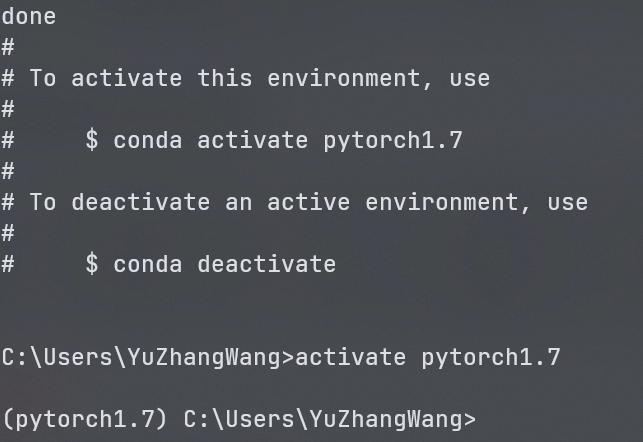 done
#
# To activate this environment, use
#
#     $ conda activate pytorch1.7
#
# To deactivate an active environment, use
#
#     $ conda deactivate
C:\Users\YuZhangWang>activate pytorch1.7
(pytorch1.7) C:\Users\YuZhangWang>